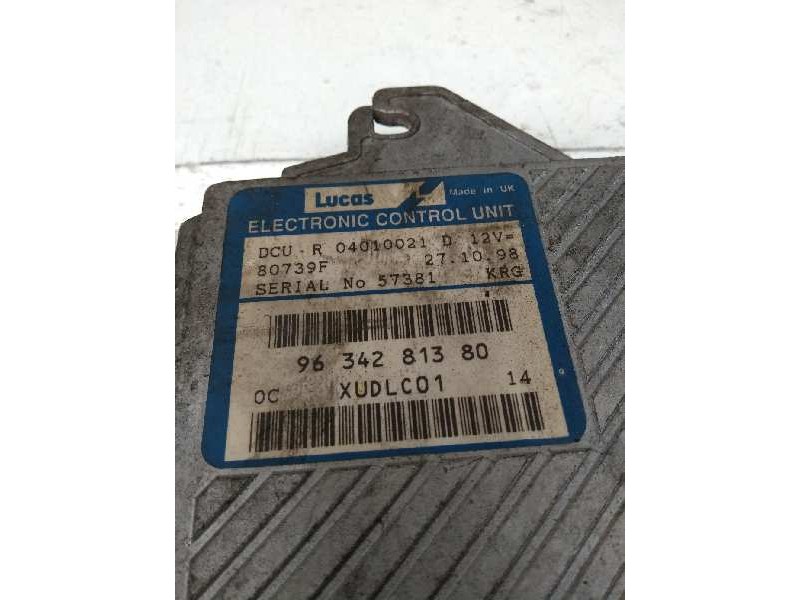 Lucas Made in UK
ELECTRONIC CONTROL UNIT
DCU R 04010021 D 12V=
80739F 27.10.98
SERIAL No 57381 KRG
96 342 813 80
0C XUDLC01 14